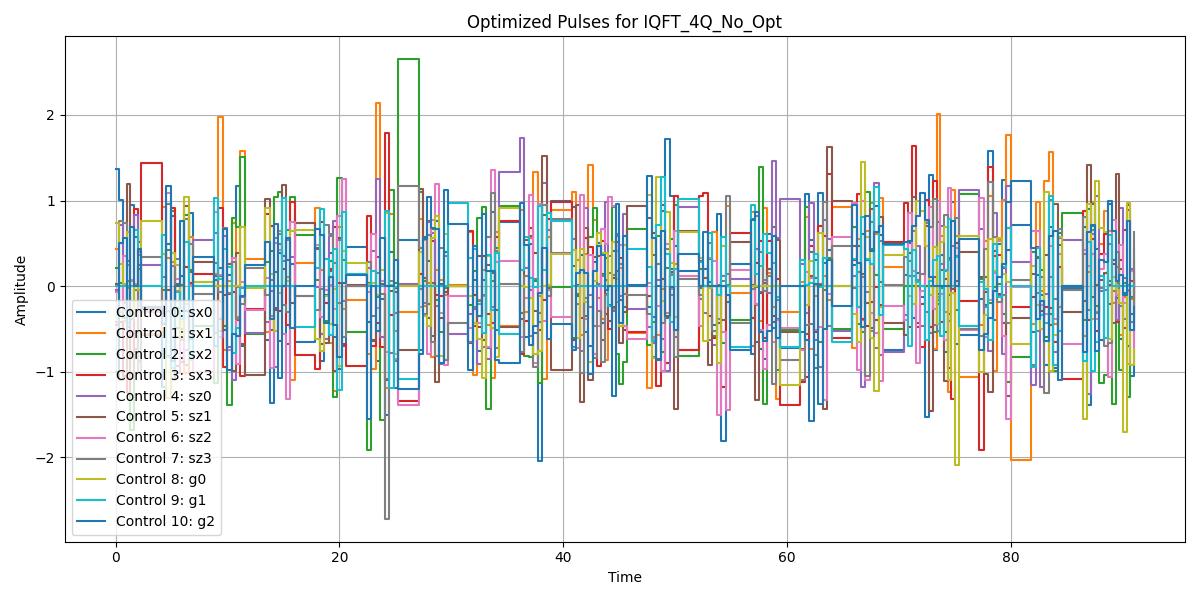 Optimized Pulses for IQFT_4Q_No_Opt
Amplitude
2
1
0
−1
−2
Control 0: sx0
Control 1: sx1
Control 2: sx2
Control 3: sx3
Control 4: sz0
Control 5: sz1
Control 6: sz2
Control 7: sz3
Control 8: g0
Control 9: g1
Control 10: g2
0 20 40 60 80
Time